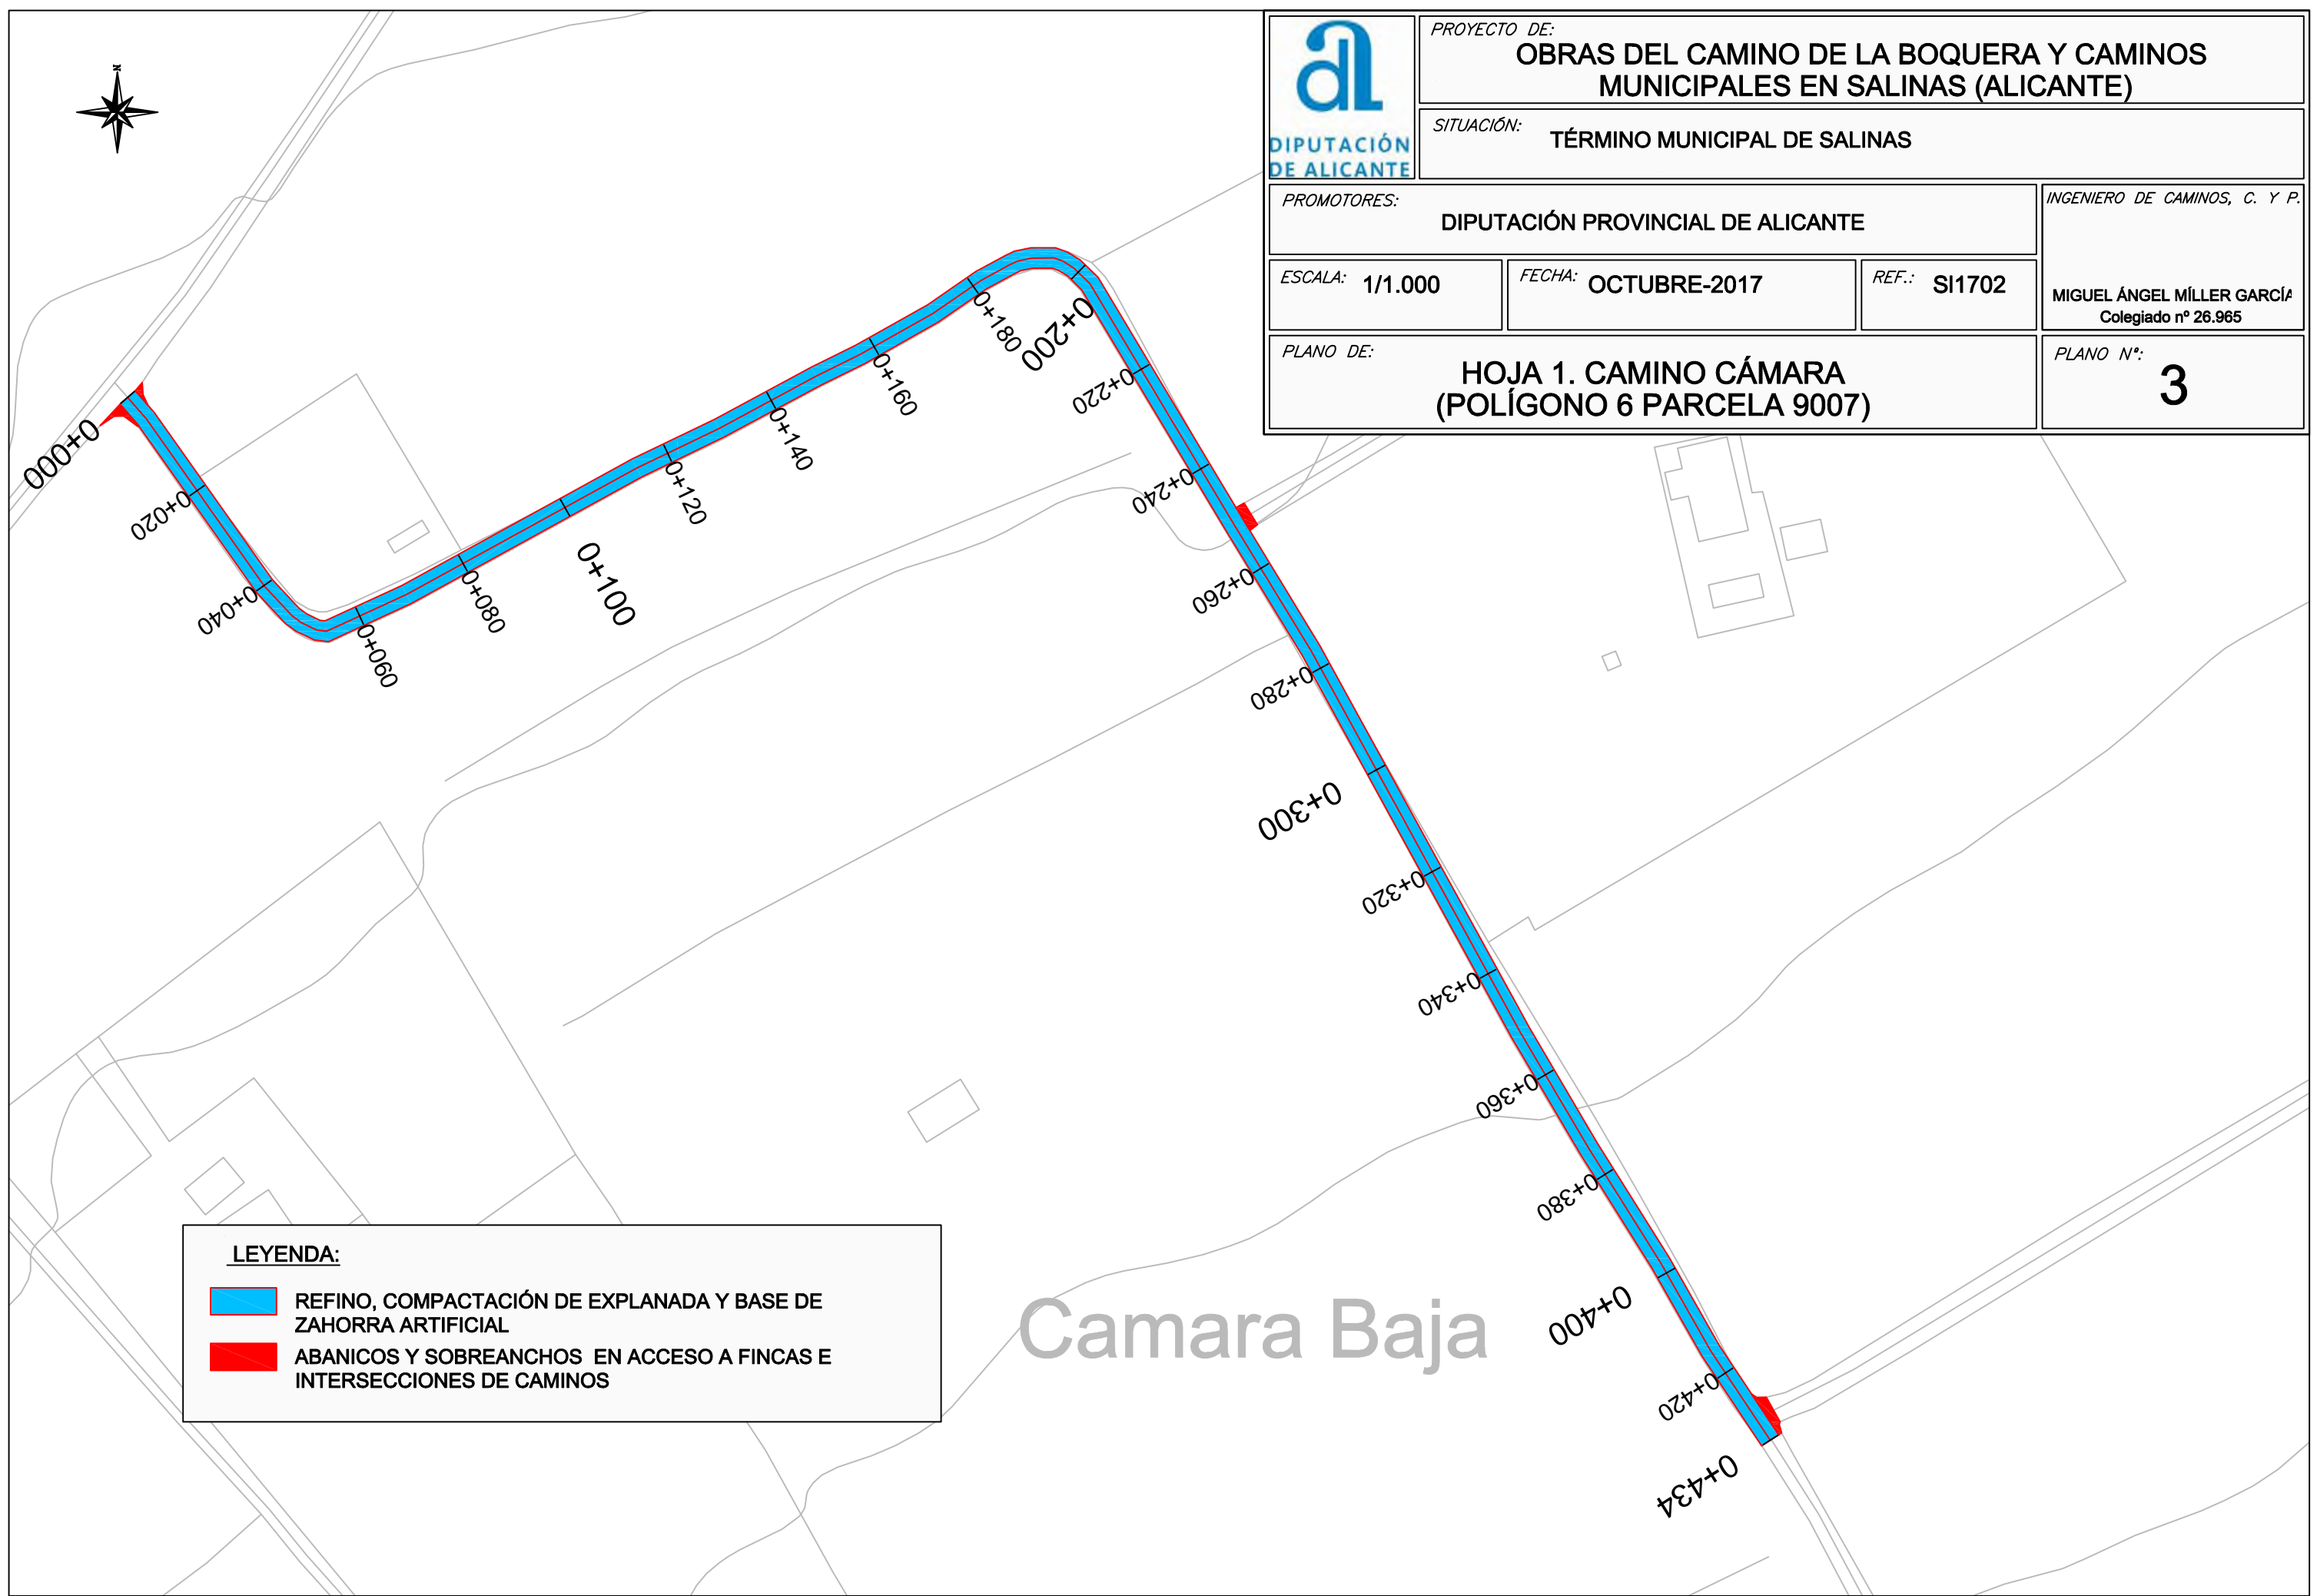 N
DIPUTACIÓN
DE ALICANTE
PROYECTO DE:
OBRAS DEL CAMINO DE LA BOQUERA Y CAMINOS
MUNICIPALES EN SALINAS (ALICANTE)
SITUACIÓN:
TÉRMINO MUNICIPAL DE SALINAS
PROMOTORES:
DIPUTACIÓN PROVINCIAL DE ALICANTE
INGENIERO DE CAMINOS, C. Y P.
MIGUEL ÁNGEL MÍLLER GARCÍA
Colegiado nº 26.965
ESCALA: 1/1.000
FECHA: OCTUBRE-2017
REF.: SI1702
PLANO DE:
HOJA 1. CAMINO CÁMARA
(POLÍGONO 6 PARCELA 9007)
PLANO Nº:
3
0+000
0+020
0+040
0+060
0+080
0+100
0+120
0+140
0+160
0+180
0+200
0+220
0+240
0+260
0+280
0+300
0+320
0+340
0+360
0+380
0+400
0+420
0+434
Camara Baja
LEYENDA:
REFINO, COMPACTACIÓN DE EXPLANADA Y BASE DE
ZAHORRA ARTIFICIAL
ABANICOS Y SOBREANCHOS EN ACCESO A FINCAS E
INTERSECCIONES DE CAMINOS